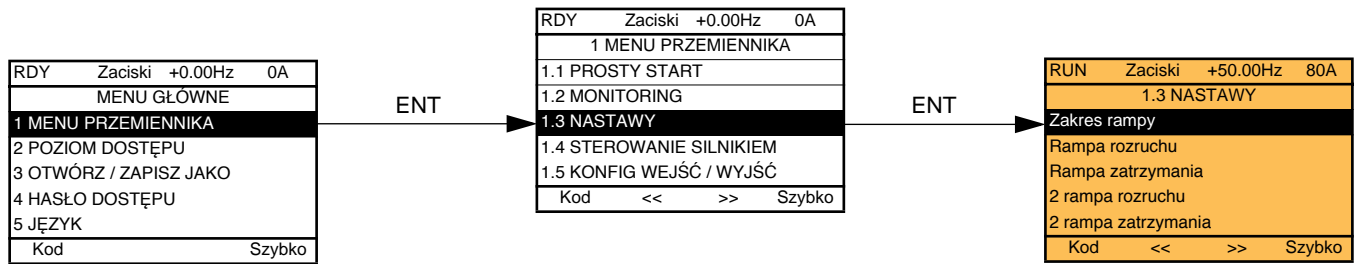 RDY Zaciski +0.00Hz 0A
MENU GŁÓWNE
1 MENU PRZEMIENNIKA
2 POZIOM DOSTĘPU
3 OTWÓRZ / ZAPISZ JAKO
4 HASŁO DOSTĘPU
5 JĘZYK
Kod Szybko
ENT
RDY Zaciski +0.00Hz 0A
1 MENU PRZEMIENNIKA
1.1 PROSTY START
1.2 MONITORING
1.3 NASTAWY
1.4 STEROWANIE SILNIKIEM
1.5 KONFIG WEJŚĆ / WYJŚĆ
Kod << >> Szybko
ENT
RUN Zaciski +50.00Hz 80A
1.3 NASTAWY
Zakres rampy
Rampa rozruchu
Rampa zatrzymania
2 rampa rozruchu
2 rampa zatrzymania
Kod << >> Szybko